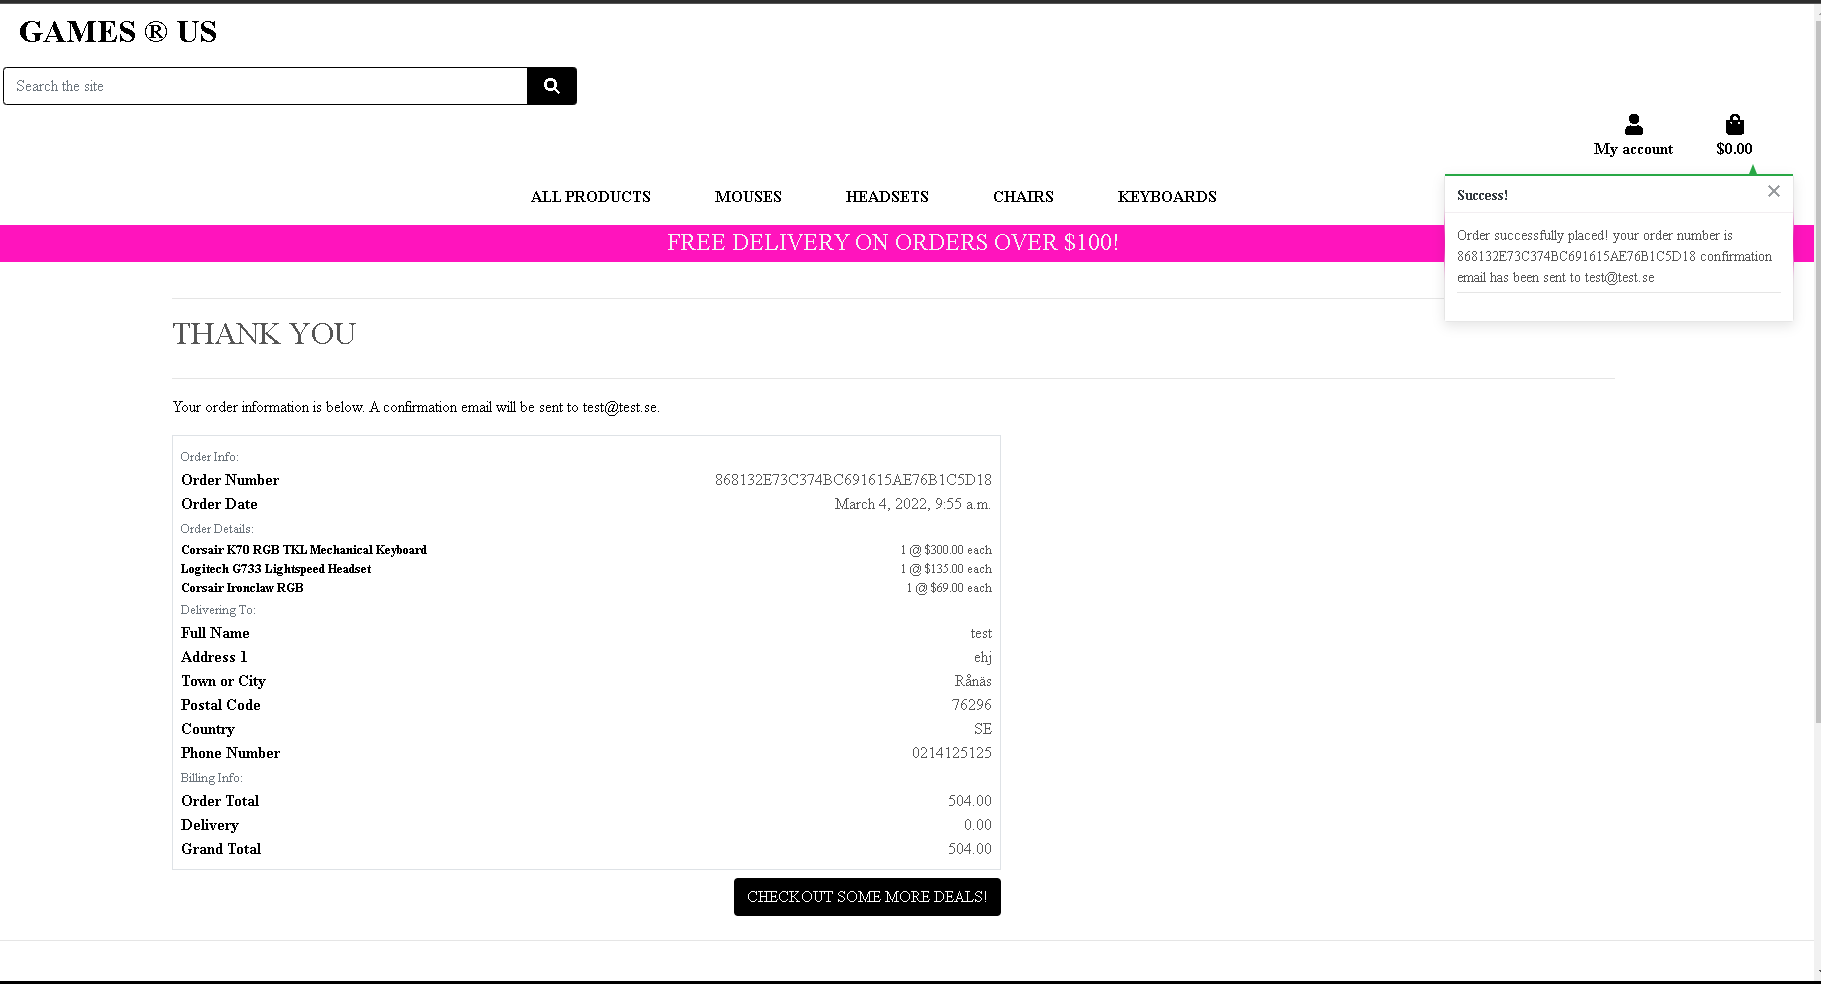 GAMES ® US
Search the site
My account
$0.00
ALL PRODUCTS MOUSES HEADSETS CHAIRS KEYBOARDS
FREE DELIVERY ON ORDERS OVER $100!
Success!
Order successfully placed! your order number is
868132E73C374BC691615AE76B1C5D18 confirmation
email has been sent to test@test.se
THANK YOU
Your order information is below. A confirmation email will be sent to test@test.se.
Order Info:
Order Number 868132E73C374BC691615AE76B1C5D18
Order Date March 4, 2022, 9:55 a.m.
Order Details:
Corsair K70 RGB TKL Mechanical Keyboard 1 @ $300.00 each
Logitech G733 Lightspeed Headset 1 @ $135.00 each
Corsair Ironclaw RGB 1 @ $69.00 each
Delivering To:
Full Name test
Address 1 ehj
Town or City Rånäs
Postal Code 76296
Country SE
Phone Number 0214125125
Billing Info:
Order Total 504.00
Delivery 0.00
Grand Total 504.00
CHECKOUT SOME MORE DEALS!